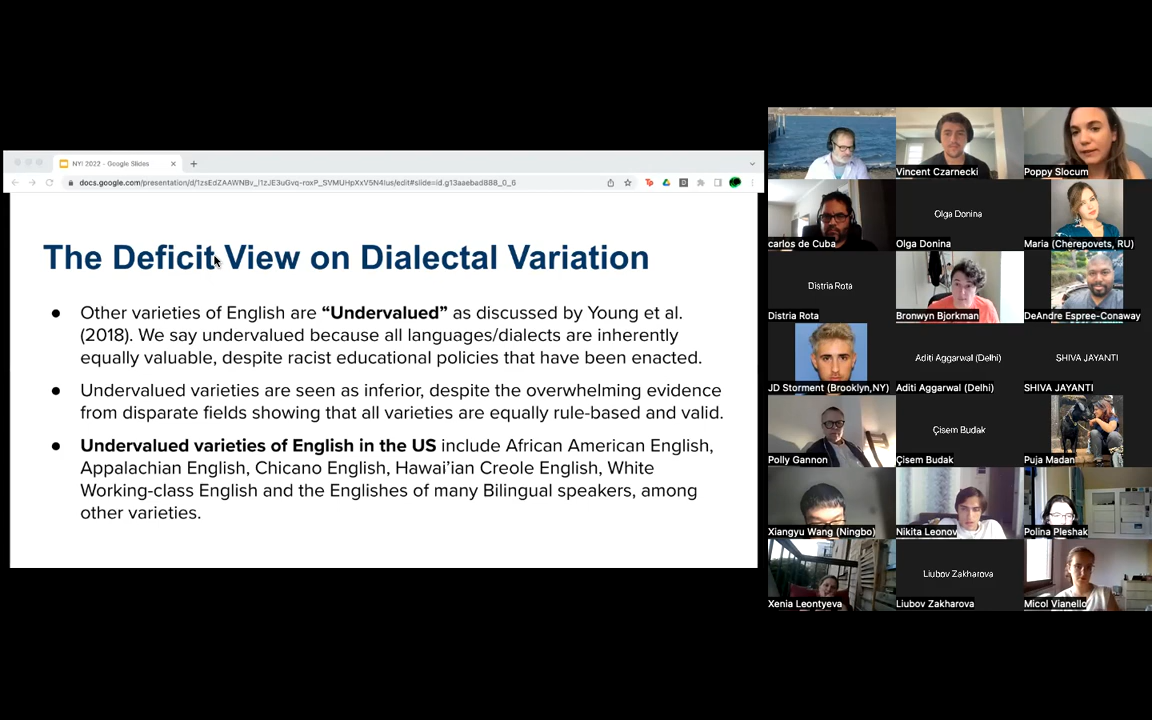 NYI 2022 - Google Slides
docs.google.com/presentation/d/
The Deficit View on Dialectal Variation
Other varieties of English are “Undervalued” as discussed by Young et al.
(2018). We say undervalued because all languages/dialects are inherently
equally valuable, despite racist educational policies that have been enacted.
Undervalued varieties are seen as inferior, despite the overwhelming evidence
from disparate fields showing that all varieties are equally rule-based and valid.
Undervalued varieties of English in the US include African American English,
Appalachian English, Chicano English, Hawai’ian Creole English, White
Working-class English and the Englishes of many Bilingual speakers, among
other varieties.
Vincent Czarnecki
Poppy Slocum
carlos de Cuba
Olga Donina
Olga Donina
Maria (Cherepovets, RU)
Distria Rota
Distria Rota
Bronwyn Bjorkman
DeAndre Espree-Conaway
JD Storment (Brooklyn,NY)
Aditi Aggarwal (Delhi)
Aditi Aggarwal (Delhi)
SHIVA JAYANTI
SHIVA JAYANTI
Polly Gannon
Çisem Budak
Çisem Budak
Puja Madan
Xiangyu Wang (Ningbo)
Nikita Leonov
Polina Pleshak
Xenia Leontyeva
Liubov Zakharova
Liubov Zakharova
Micol Vianello